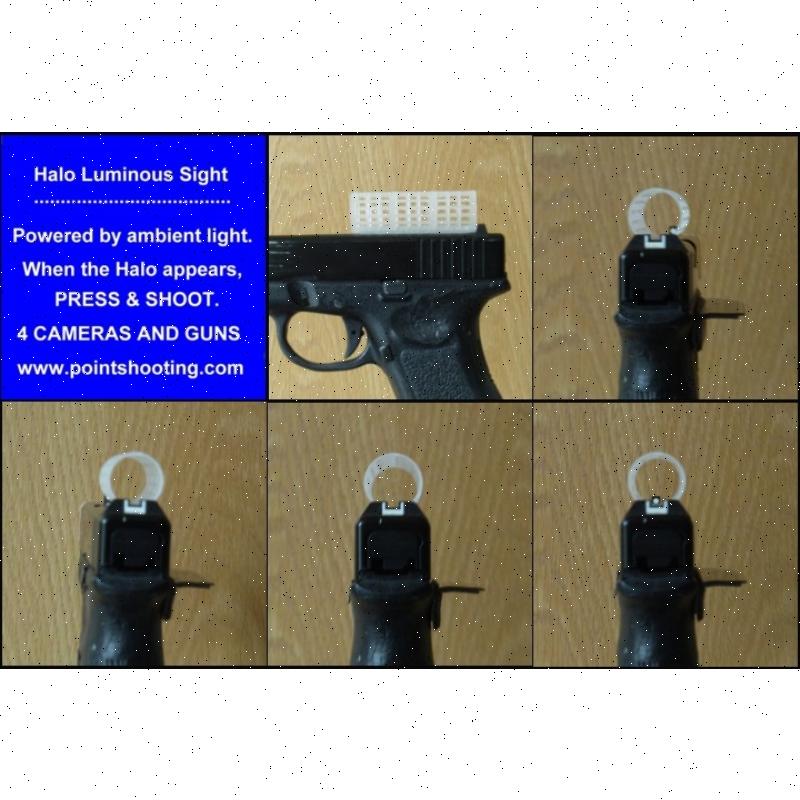 Halo Luminous Sight
-----------------------------------
Powered by ambient light.
When the Halo appears,
PRESS & SHOOT.
4 CAMERAS AND GUNS
www.pointshooting.com